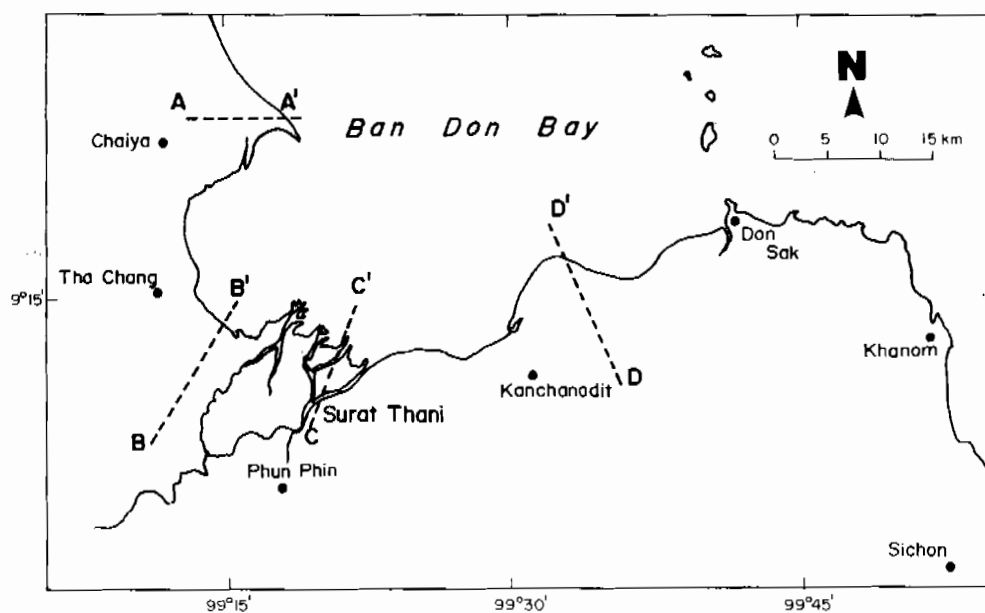 N
A A'
Ban Don Bay
Chaiya
0 5 10 15 km
D'
Don
Sak
Tha Chang
B' C'
9°15'
Khanom
Kanchanadit
D
Surat Thani
B
C
Phun Phin
Sichon
99°15' 99°30' 99°45'